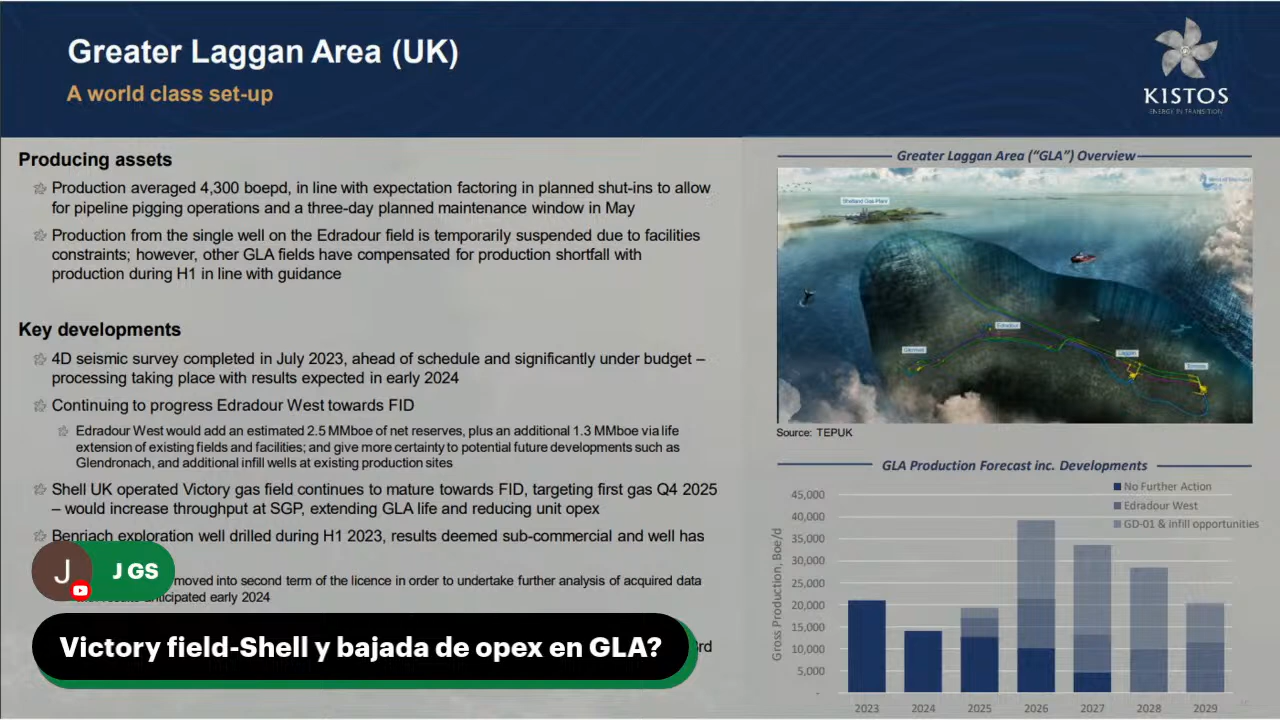 Greater Laggan Area (UK)
A world class set-up
KISTOS
ENERGY IN TRANSITION
Producing assets
Production averaged 4,300 boepd, in line with expectation factoring in planned shut-ins to allow
for pipeline pigging operations and a three-day planned maintenance window in May
Production from the single well on the Edradour field is temporarily suspended due to facilities
constraints; however, other GLA fields have compensated for production shortfall with
production during H1 in line with guidance
Key developments
4D seismic survey completed in July 2023, ahead of schedule and significantly under budget –
processing taking place with results expected in early 2024
Continuing to progress Edradour West towards FID
Edradour West would add an estimated 2.5 MMboe of net reserves, plus an additional 1.3 MMboe via life
extension of existing fields and facilities; and give more certainty to potential future developments such as
Glendronach, and additional infill wells at existing production sites
Shell UK operated Victory gas field continues to mature towards FID, targeting first gas Q4 2025
– would increase throughput at SGP, extending GLA life and reducing unit opex
Benriach exploration well drilled during H1 2023, results deemed sub-commercial and well has
J
J GS
moved into second term of the licence in order to undertake further analysis of acquired data
anticipated early 2024
Victory field-Shell y bajada de opex en GLA?
rd
Greater Laggan Area (“GLA”) Overview
Shetland Gas Plant
Edradour
Glenlivet
Laggan
Tormore
Source: TEPUK
GLA Production Forecast inc. Developments
Gross Production, Boe/d
45,000
40,000
35,000
30,000
25,000
20,000
15,000
10,000
5,000
-
No Further Action
Edradour West
GD-01 & infill opportunities
2023 2024 2025 2026 2027 2028 2029